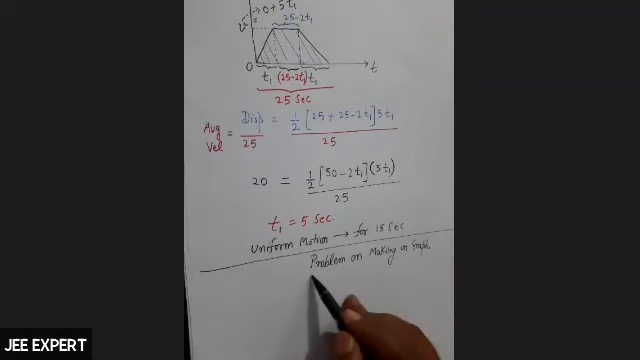 v = 0 + 5t₁
25-2t₁
0
t
t₁ (25-2t₁) t₁
25 Sec
Avg Vel = Disp/25 = ½[25 + 25-2t₁]5t₁/25
20 = ½[50-2t₁](5t₁)/25
t₁ = 5 Sec.
Uniform Motion → for 15 Sec
Problem on Making on Graph
JEE EXPERT